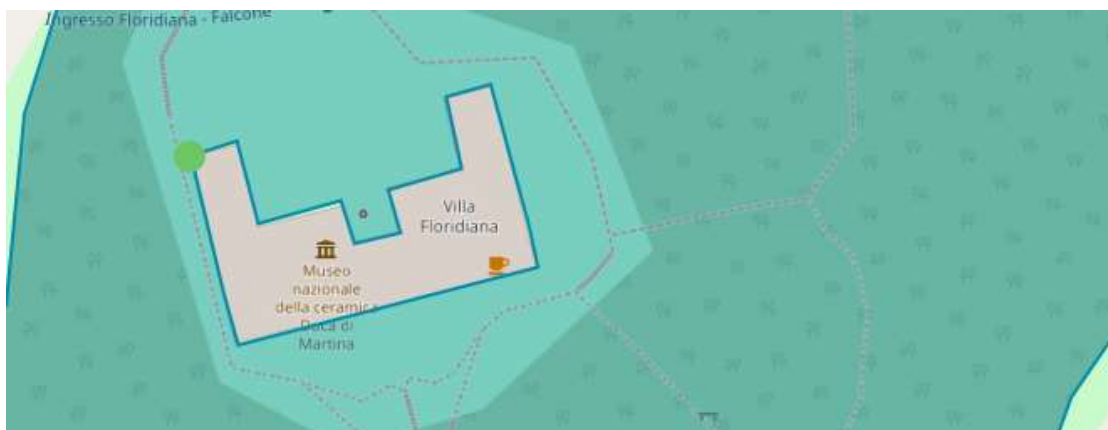 Ingresso Floridiana - Falcone
Villa
Floridiana
Museo
nazionale
della ceramica
Duca di
Martina